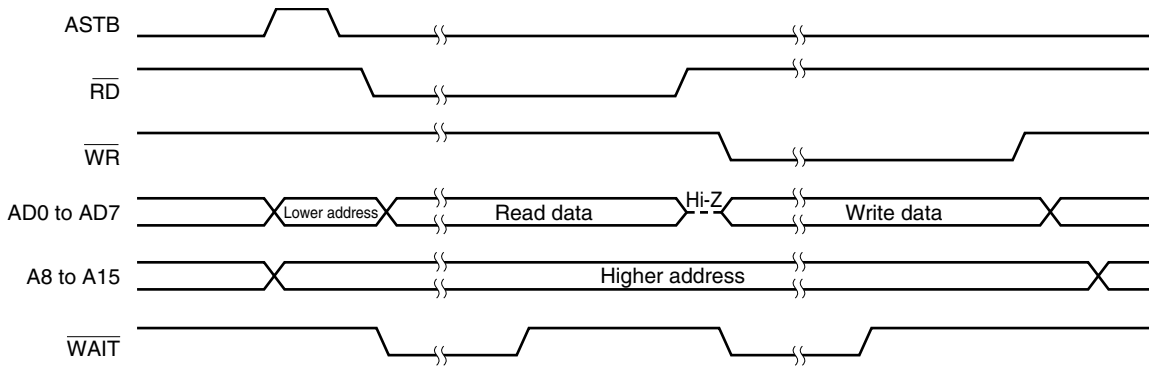 ASTB
RD
WR
AD0 to AD7 Lower address Read data Hi-Z Write data
A8 to A15 Higher address
WAIT